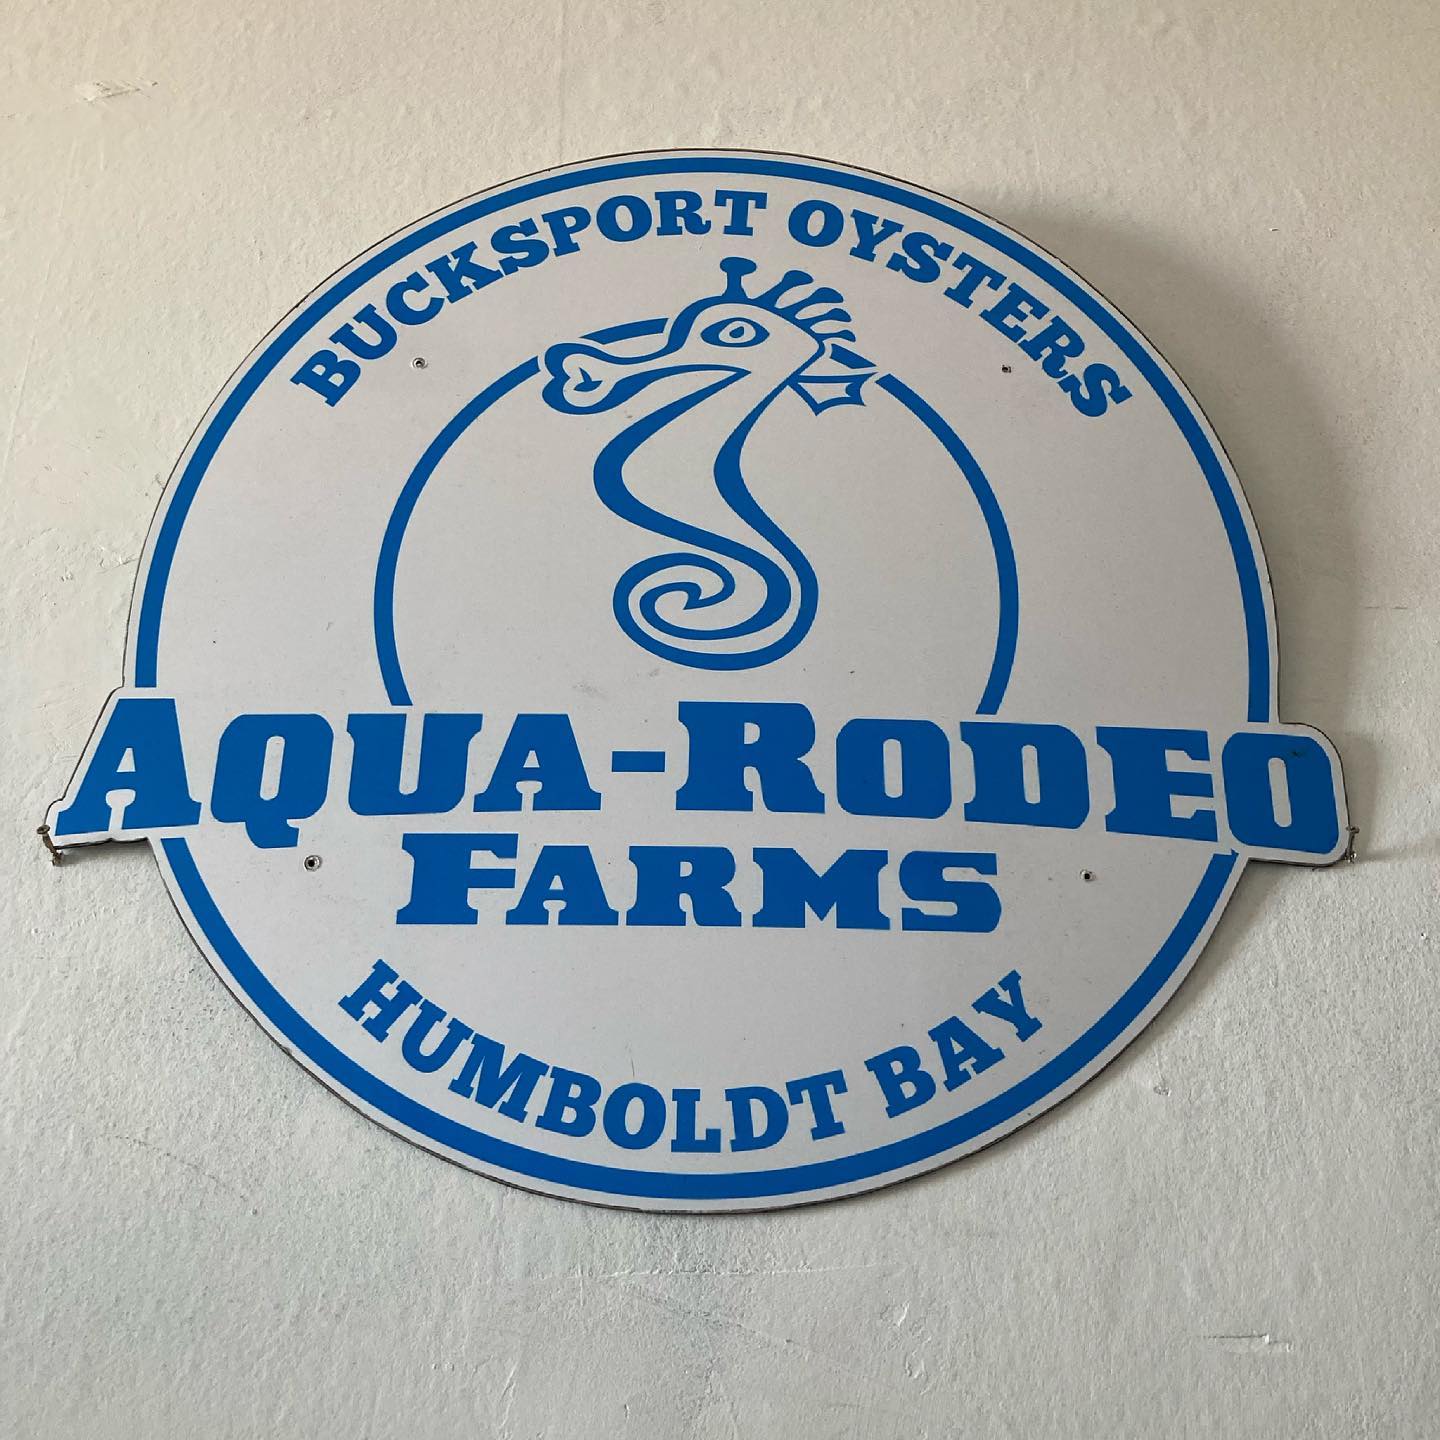 BUCKSPORT OYSTERS
AQUA-RODEO
FARMS
HUMBOLDT BAY